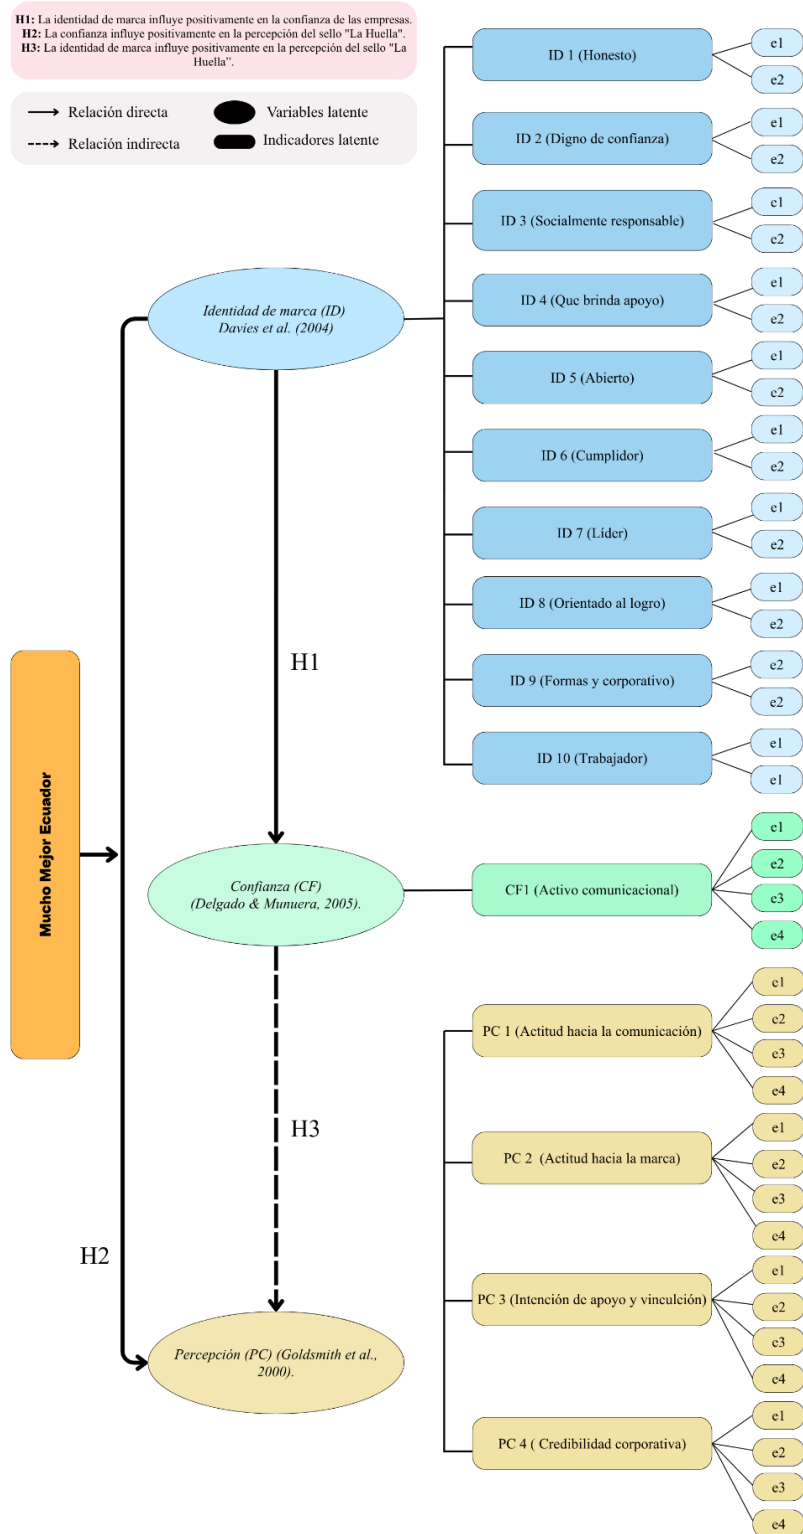 H1: La identidad de marca influye positivamente en la confianza de las empresas.
H2: La confianza influye positivamente en la percepción del sello "La Huella".
H3: La identidad de marca influye positivamente en la percepción del sello "La
Huella”.
Relación directa
Variables latente
Relación indirecta
Indicadores latente
Mucho Mejor Ecuador
Identidad de marca (ID)
Davies et al. (2004)
H1
Confianza (CF)
(Delgado & Munuera, 2005).
H3
H2
Percepción (PC) (Goldsmith et al.,
2000).
ID 1 (Honesto)
e1
e2
ID 2 (Digno de confianza)
e1
e2
ID 3 (Socialmente responsable)
e1
e2
ID 4 (Que brinda apoyo)
e1
e2
ID 5 (Abierto)
e1
e2
ID 6 (Cumplidor)
e1
e2
ID 7 (Líder)
e1
e2
ID 8 (Orientado al logro)
e1
e2
ID 9 (Formas y corporativo)
e2
e2
ID 10 (Trabajador)
e1
e1
CF1 (Activo comunicacional)
e1
e2
e3
e4
PC 1 (Actitud hacia la comunicación)
e1
e2
e3
e4
PC 2 (Actitud hacia la marca)
e1
e2
e3
e4
PC 3 (Intención de apoyo y vinculción)
e1
e2
e3
e4
PC 4 ( Credibilidad corporativa)
e1
e2
e3
e4